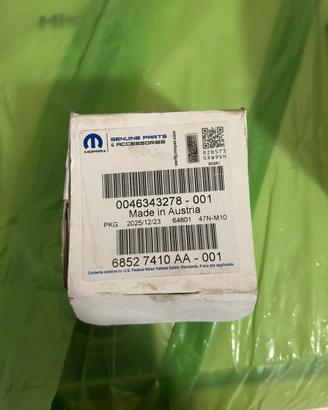 GENUINE PARTS
& ACCESSORIES
MOPAR
verify.mopar.com
SCAN!
0046343278 - 001
Made in Austria
PKG 2025/12/23 64801 47N-M10
6852 7410 AA - 001
Contents conform to U.S. Federal Motor Vehicle Safety Standards, if any are applicable.